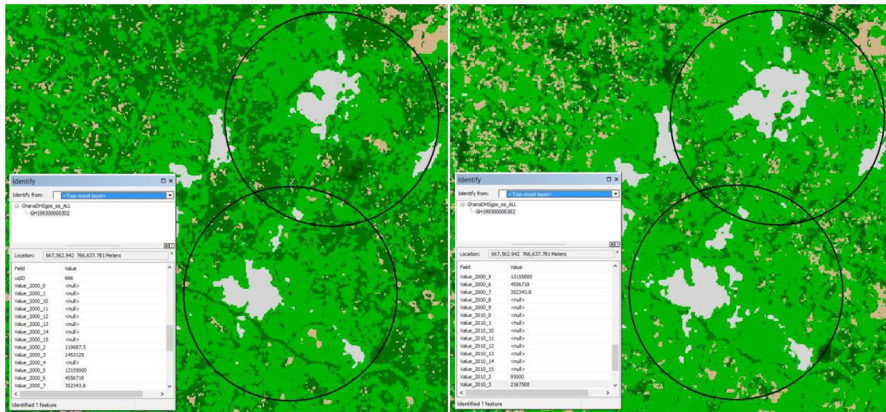 Identify
Identify from: <Top-most layer>
GhanaDHSgps_sa_ALL
GH199300000302
Location: 667,562.942 766,637.781 Meters
Field Value
uqID 666
Value_2000_0 <null>
Value_2000_1 <null>
Value_2000_10 <null>
Value_2000_11 <null>
Value_2000_12 <null>
Value_2000_13 <null>
Value_2000_14 <null>
Value_2000_15 <null>
Value_2000_2 119687.5
Value_2000_3 1453125
Value_2000_4 <null>
Value_2000_5 13155000
Value_2000_6 4556719
Value_2000_7 352343.8
Identified 1 feature
Identify
Identify from: <Top-most layer>
GhanaDHSgps_sa_ALL
GH199300000302
Location: 667,562.942 766,637.781 Meters
Field Value
Value_2000_5 13155000
Value_2000_6 4556719
Value_2000_7 352343.8
Value_2000_8 <null>
Value_2000_9 <null>
Value_2010_0 <null>
Value_2010_1 <null>
Value_2010_10 <null>
Value_2010_11 <null>
Value_2010_12 <null>
Value_2010_13 <null>
Value_2010_14 <null>
Value_2010_15 <null>
Value_2010_2 95000
Value_2010_3 2167500
Identified 1 feature